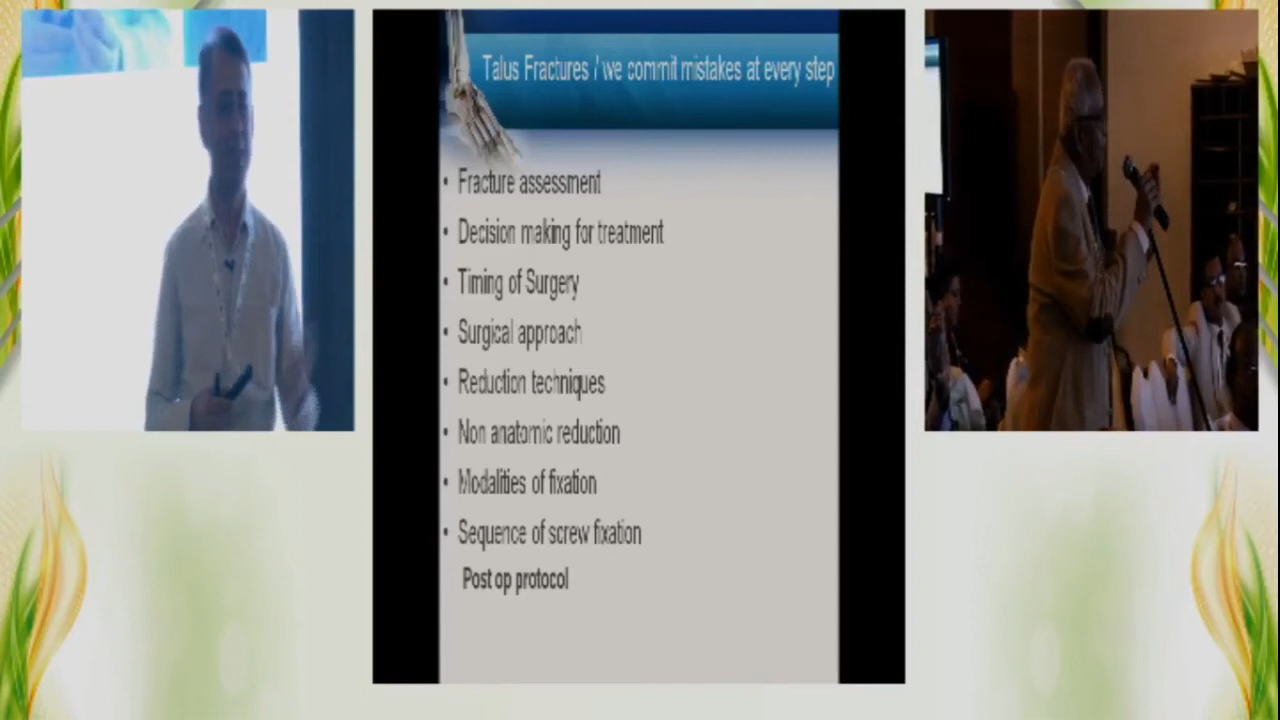 Talus Fractures / we commit mistakes at every step
• Fracture assessment
• Decision making for treatment
• Timing of Surgery
• Surgical approach
• Reduction techniques
• Non anatomic reduction
• Modalities of fixation
• Sequence of screw fixation
Post op protocol